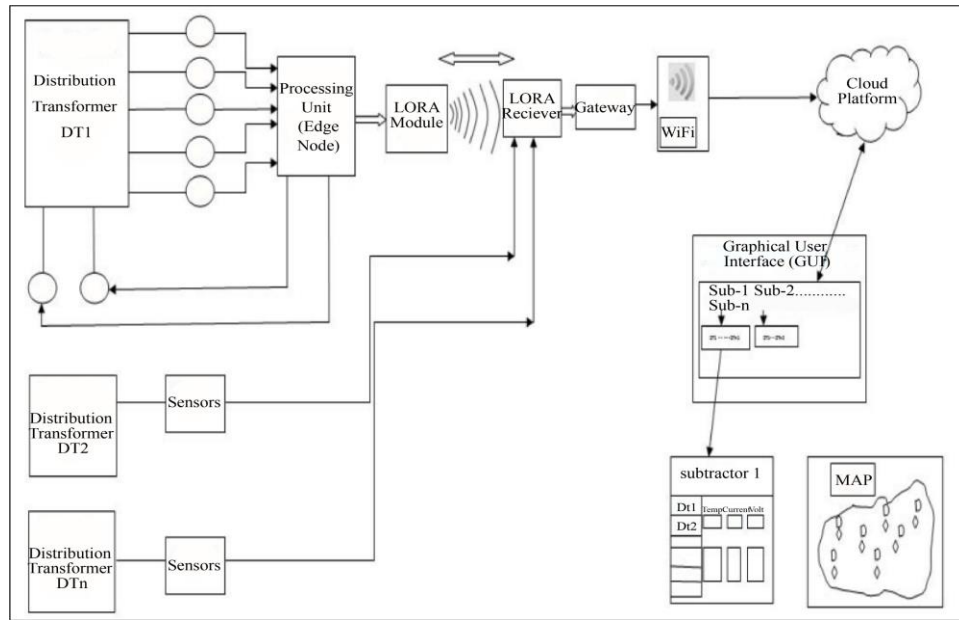 Distribution
Transformer
DT1
Processing
Unit
(Edge
Node)
LORA
Module
LORA
Reciever
Gateway
WiFi
Cloud
Platform
Graphical User
Interface (GUI)
Sub-1 Sub-2............
Sub-n
Distribution
Transformer
DT2
Sensors
Distribution
Transformer
DTn
Sensors
subtractor 1
Dt1
Temp
Current
Volt
Dt2
MAP